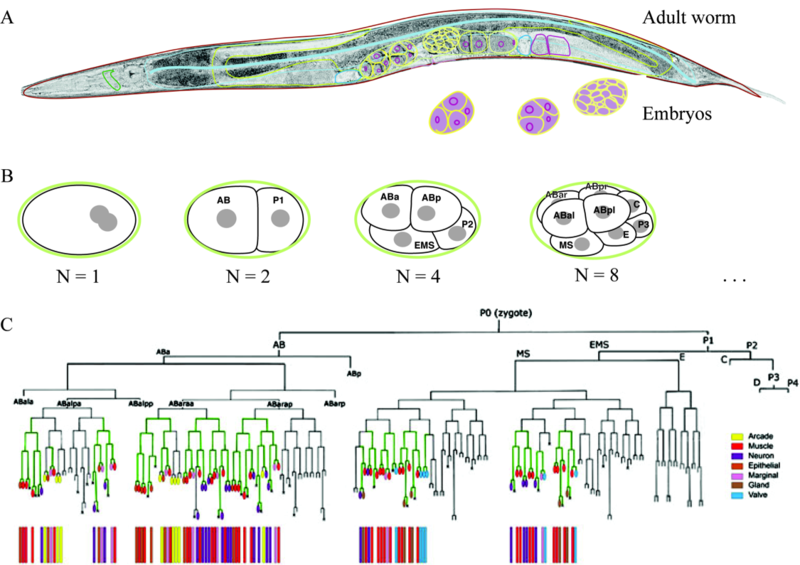 A
Adult worm
Embryos
B
AB
P1
ABa
ABp
EMS
P2
ABar
ABpr
ABal
ABpl
C
P3
MS
E
N = 1
N = 2
N = 4
N = 8
. . .
C
P0 (zygote)
AB
P1
ABa
ABp
EMS
P2
MS
E
C
P3
D
P4
ABala
ABalpa
ABalpp
ABaraa
ABarap
ABarp
Arcade
Muscle
Neuron
Epithelial
Marginal
Gland
Valve